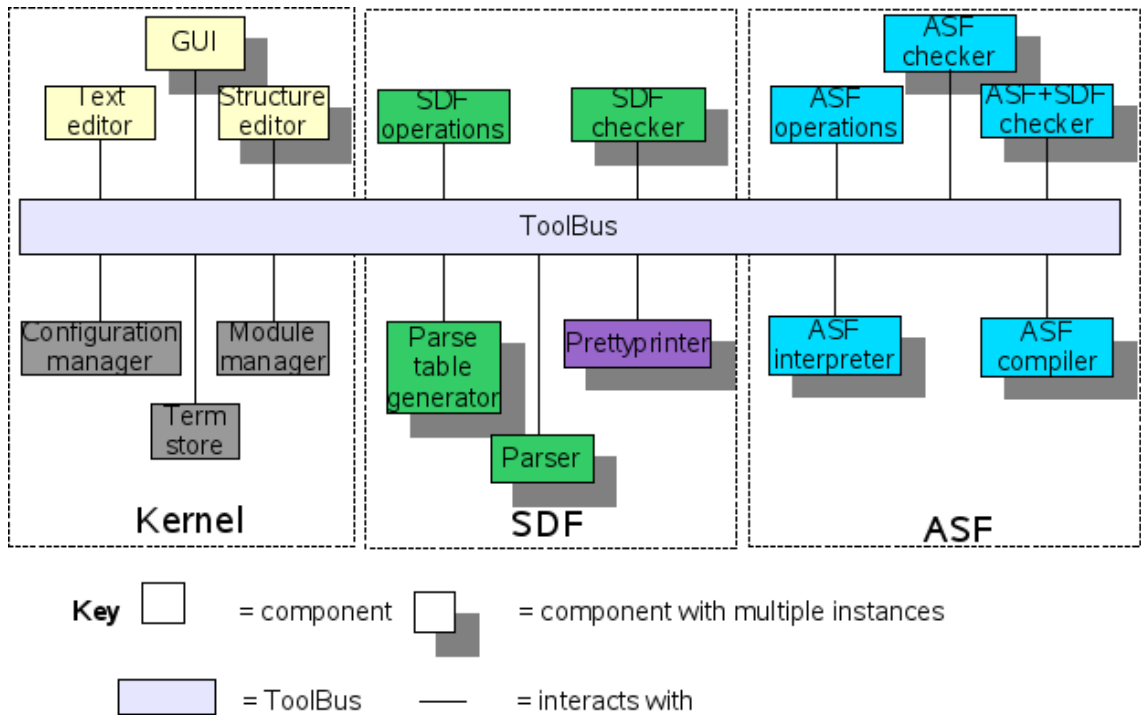 GUI
Text
editor
Structure
editor
SDF
operations
SDF
checker
ASF
checker
ASF
operations
ASF+SDF
checker
ToolBus
Configuration
manager
Module
manager
Term
store
Parse
table
generator
Prettyprinter
Parser
ASF
interpreter
ASF
compiler
Kernel
SDF
ASF
Key
= component
= component with multiple instances
= ToolBus
= interacts with